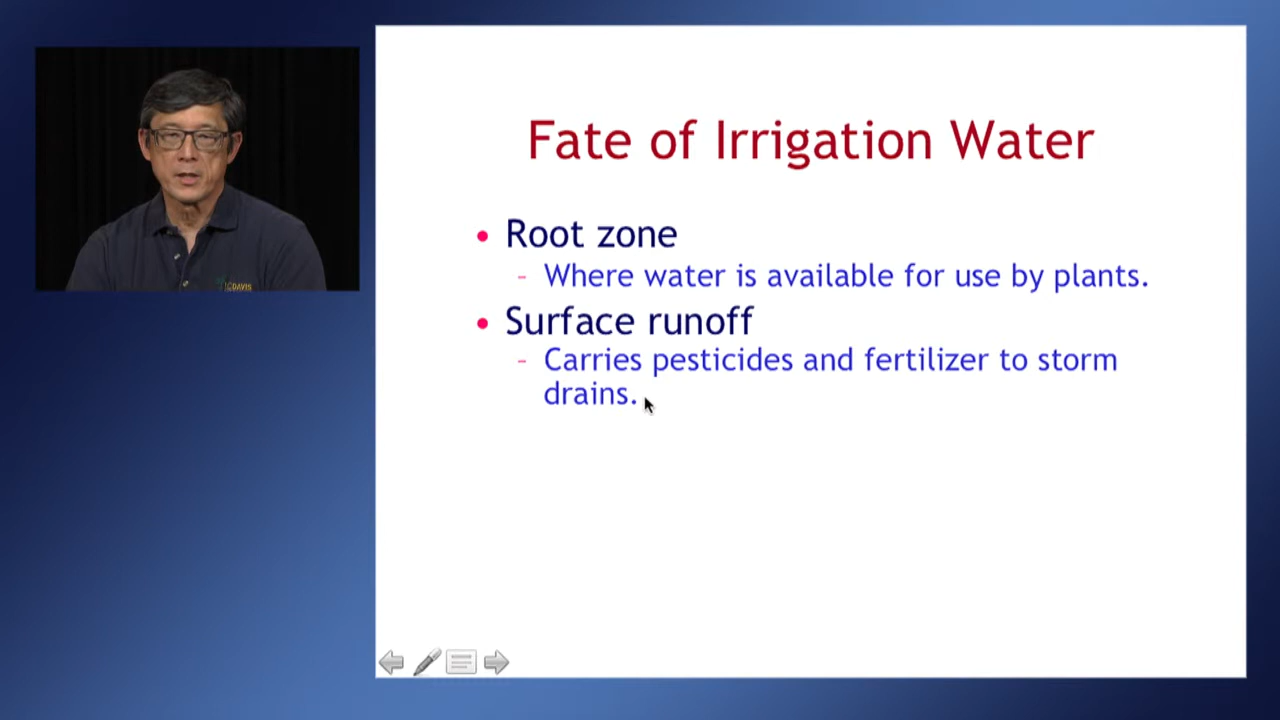 Fate of Irrigation Water
• Root zone
– Where water is available for use by plants.
• Surface runoff
– Carries pesticides and fertilizer to storm
drains.
UCDAVIS